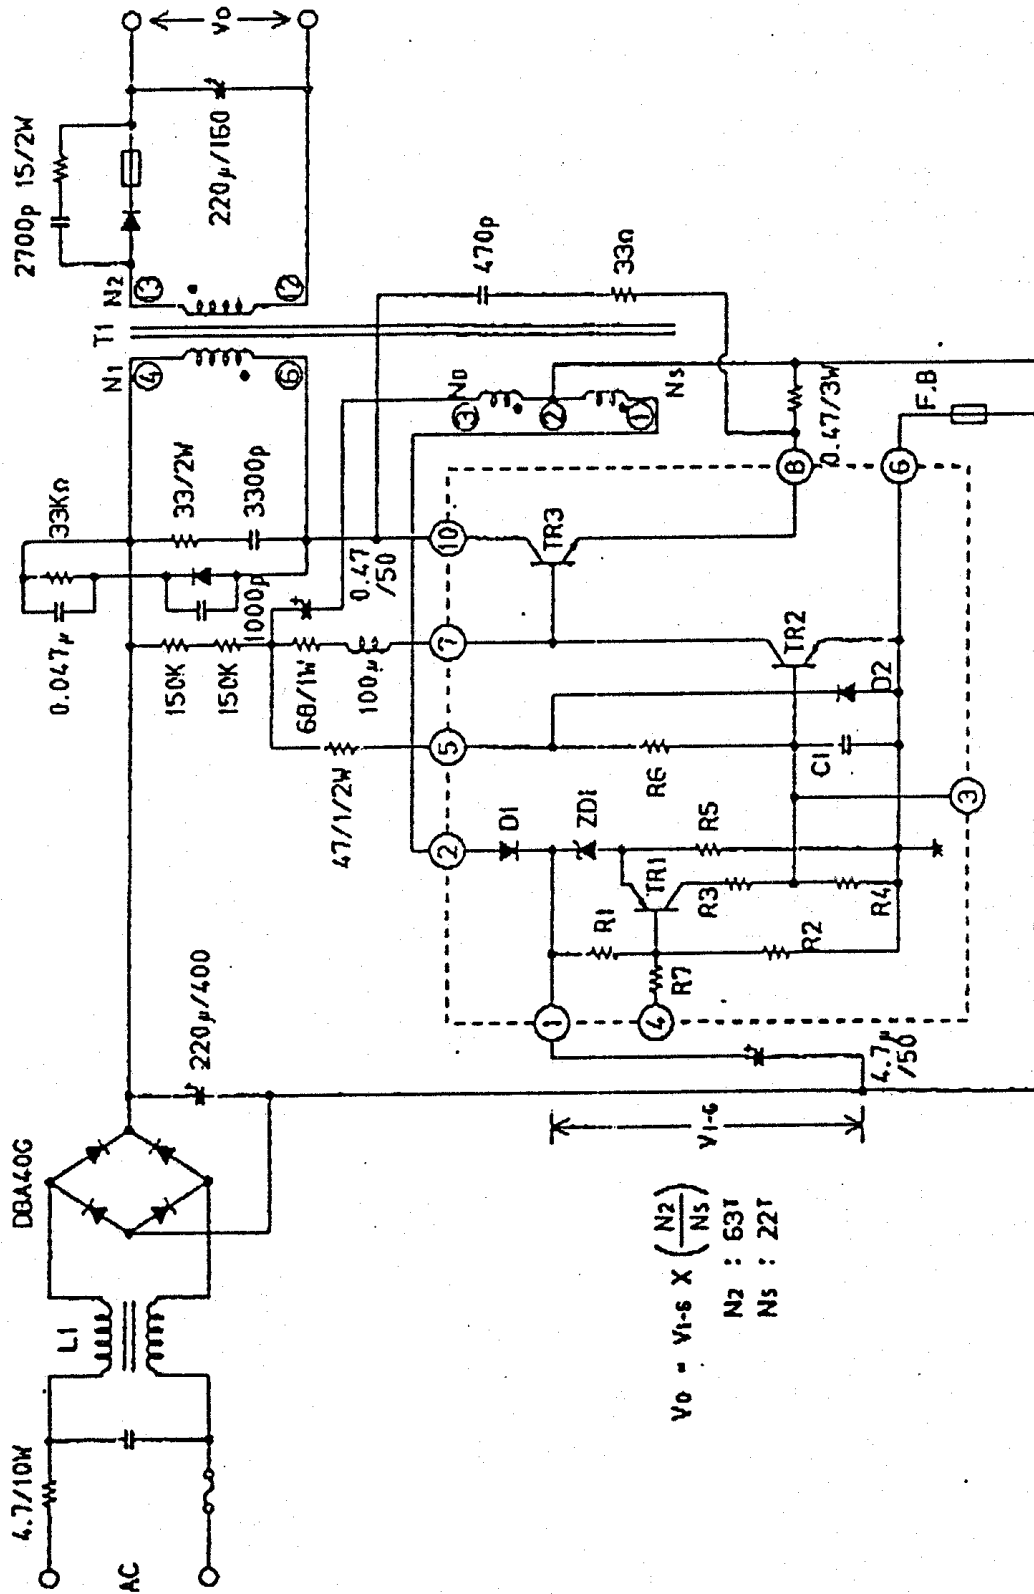 4.7/10W
AC
L1
DBA40G
220μ/400
0.047μ
33KΩ
33/2W
3300p
1000p
150K
150K
68/1W
100μ
0.47
/50
47/1/2W
N1
T1
N2
4
6
13
12
2700p 15/2W
220μ/160
Vo
470p
33Ω
ND
3
2
1
NS
0.47/3W
F.B
10
7
5
2
8
6
3
1
4
TR3
TR2
TR1
D1
ZD1
D2
C1
R1
R2
R3
R4
R5
R6
R7
4.7μ
/50
V1-6
Vo = V1-6 X (N2/NS)
N2 : 63T
NS : 22T